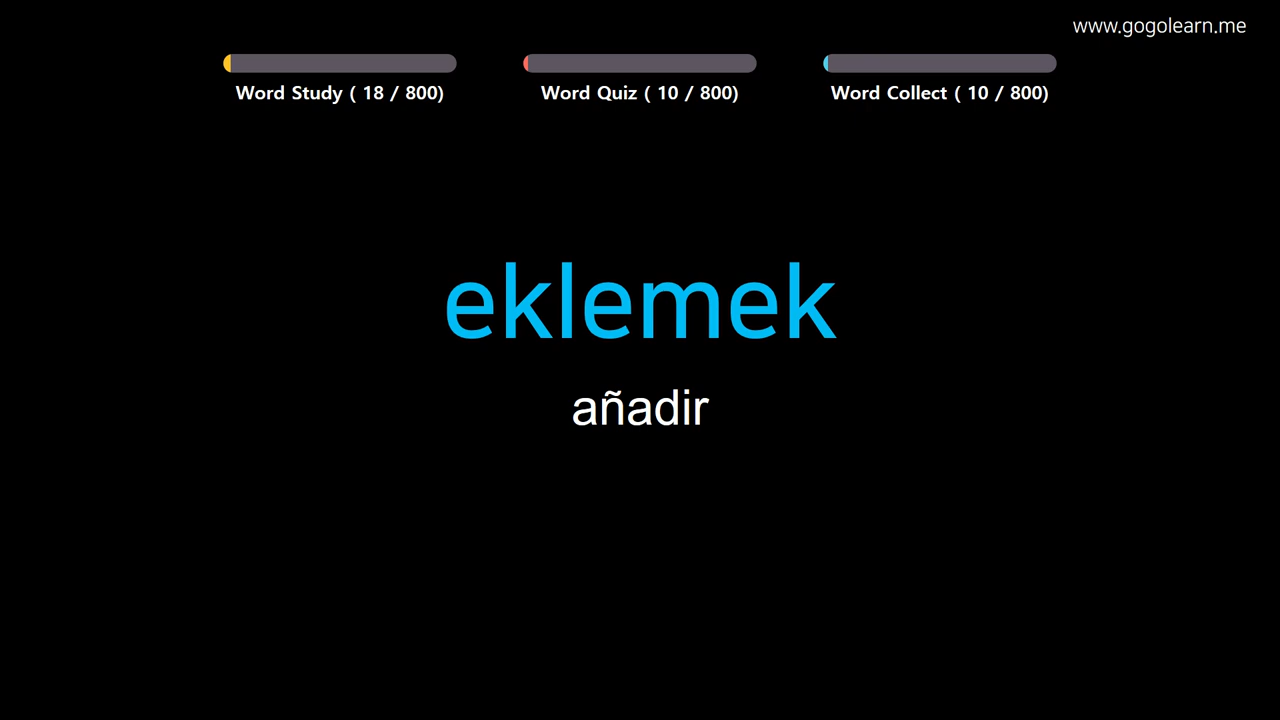 www.gogolearn.me
Word Study ( 18 / 800)
Word Quiz ( 10 / 800)
Word Collect ( 10 / 800)
eklemek
añadir